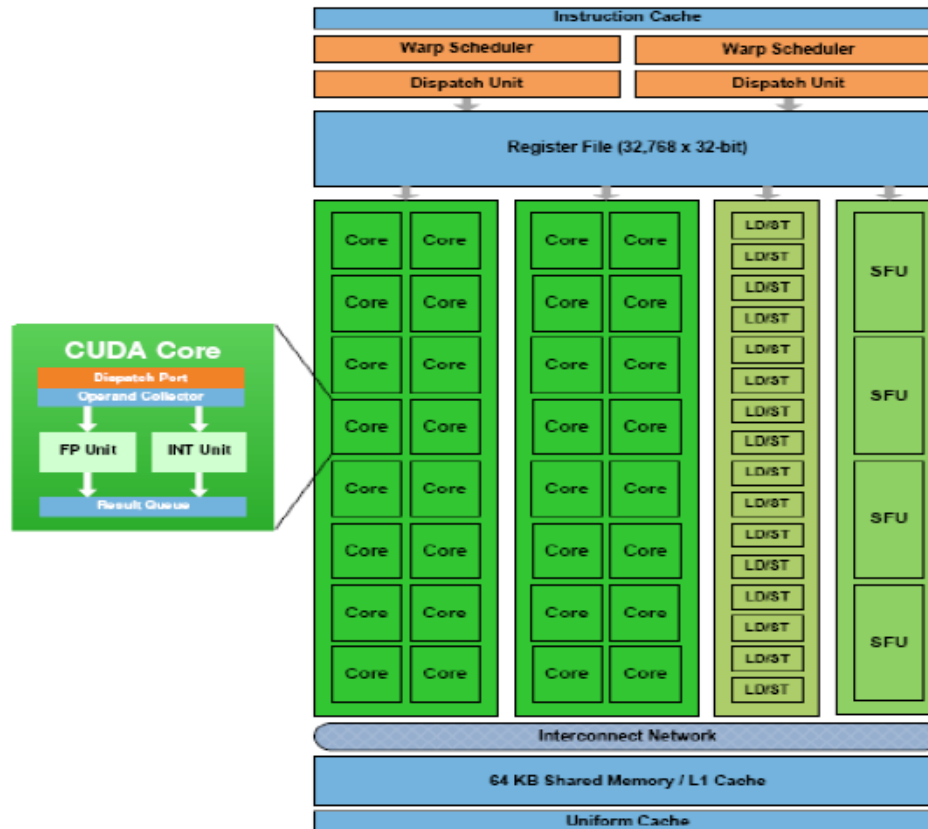 Instruction Cache
Warp Scheduler Warp Scheduler
Dispatch Unit Dispatch Unit
Register File (32,768 x 32-bit)
Core Core Core Core LD/ST
LD/ST
SFU
Core Core Core Core LD/ST
LD/ST
Core Core Core Core LD/ST
LD/ST
SFU
Core Core Core Core LD/ST
LD/ST
Core Core Core Core LD/ST
LD/ST
SFU
Core Core Core Core LD/ST
LD/ST
Core Core Core Core LD/ST
LD/ST
SFU
Core Core Core Core LD/ST
LD/ST
CUDA Core
Dispatch Port
Operand Collector
FP Unit INT Unit
Result Queue
Interconnect Network
64 KB Shared Memory / L1 Cache
Uniform Cache